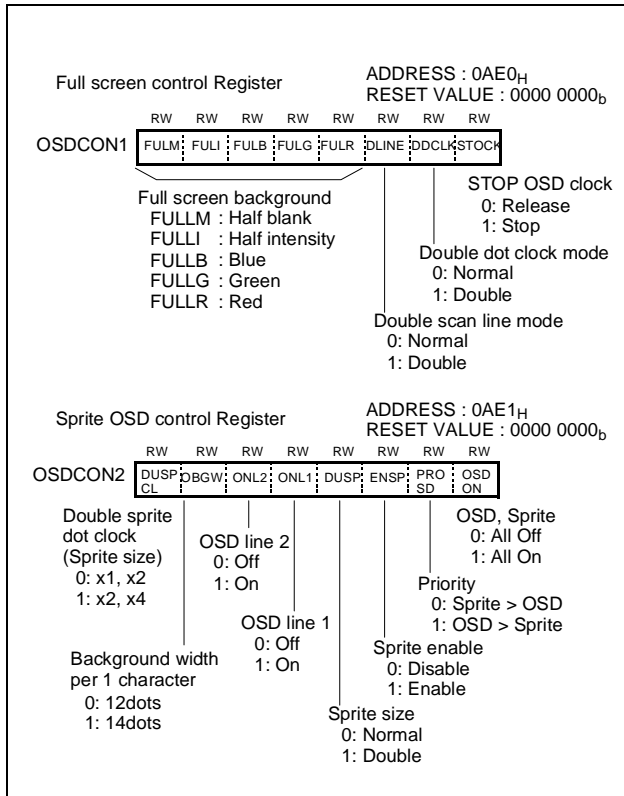 Full screen control Register
ADDRESS : 0AE0H
RESET VALUE : 0000 0000b
RW RW RW RW RW RW RW RW
OSDCON1 FULM FULI FULB FULG FULR DLINE DDCLK STOCK
Full screen background
FULLM : Half blank
FULLI : Half intensity
FULLB : Blue
FULLG : Green
FULLR : Red
STOP OSD clock
0: Release
1: Stop
Double dot clock mode
0: Normal
1: Double
Double scan line mode
0: Normal
1: Double
Sprite OSD control Register
ADDRESS : 0AE1H
RESET VALUE : 0000 0000b
RW RW RW RW RW RW RW RW
OSDCON2 DUSP CL OBGW ONL2 ONL1 DUSP ENSP PRO SD OSD ON
Double sprite
dot clock
(Sprite size)
0: x1, x2
1: x2, x4
OSD line 2
0: Off
1: On
OSD, Sprite
0: All Off
1: All On
Priority
0: Sprite > OSD
1: OSD > Sprite
OSD line 1
0: Off
1: On
Sprite enable
0: Disable
1: Enable
Background width
per 1 character
0: 12dots
1: 14dots
Sprite size
0: Normal
1: Double